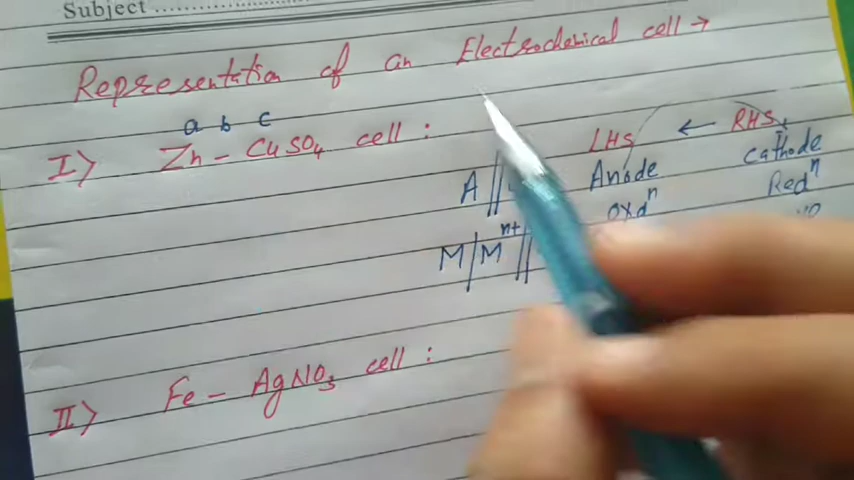 Subject
Representation of an Electrochemical cell →
a b c
I> Zn - CuSO4 cell :
LHS ← RHS
A || Anode cathode
oxdⁿ Redⁿ
M | Mⁿ⁺ ||
II> Fe - AgNO3 cell :